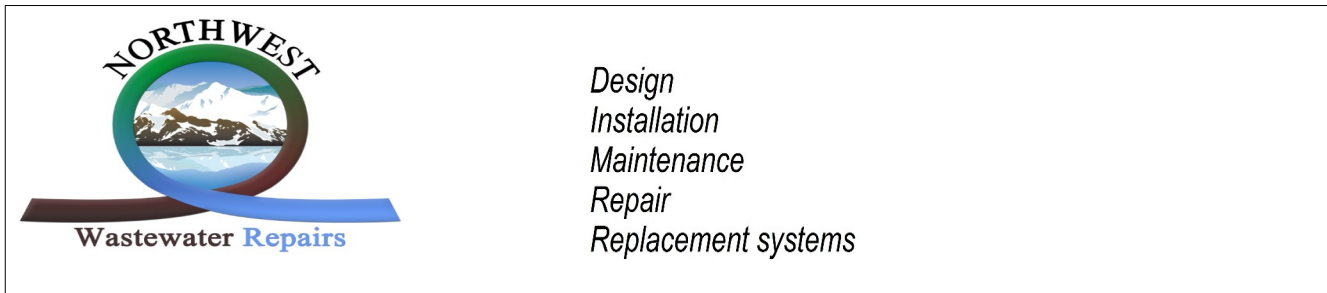 NORTHWEST
Wastewater Repairs
Design
Installation
Maintenance
Repair
Replacement systems